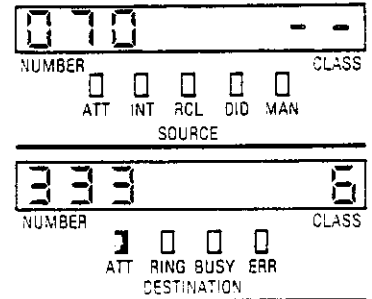 070 - -
NUMBER CLASS
ATT INT RCL DID MAN
SOURCE
333 6
NUMBER CLASS
ATT RING BUSY ERR
DESTINATION